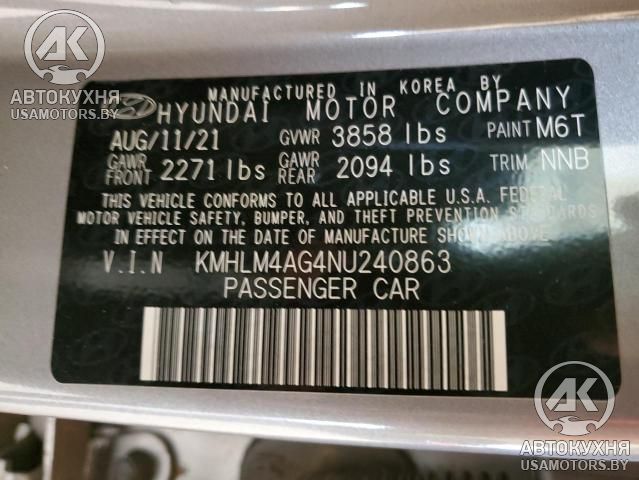 АВТОКУХНЯ
USAMOTORS.BY
MANUFACTURED IN KOREA BY
HYUNDAI MOTOR COMPANY
AUG/11/21 GVWR 3858 lbs PAINT M6T
GAWR FRONT 2271 lbs GAWR REAR 2094 lbs TRIM NNB
THIS VEHICLE CONFORMS TO ALL APPLICABLE U.S.A. FEDERAL
MOTOR VEHICLE SAFETY, BUMPER, AND THEFT PREVENTION STANDARDS
IN EFFECT ON THE DATE OF MANUFACTURE SHOWN ABOVE.
V.I.N KMHLM4AG4NU240863
PASSENGER CAR
АВТОКУХНЯ
USAMOTORS.BY